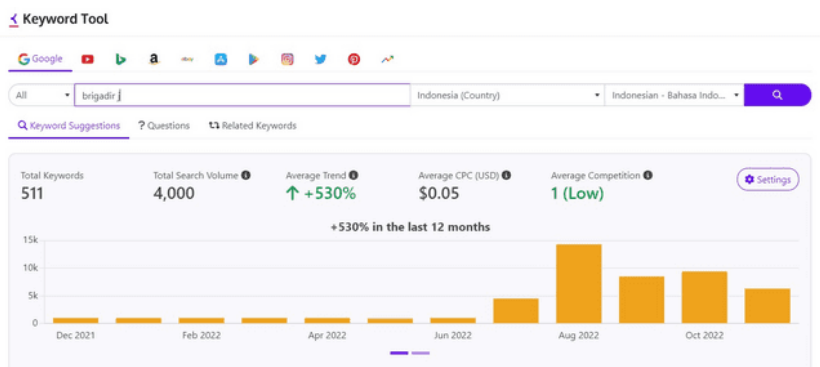 Keyword Tool
Google
All brigadir j Indonesia (Country) Indonesian - Bahasa Indo...
Keyword Suggestions ? Questions Related Keywords
Total Keywords Total Search Volume Average Trend Average CPC (USD) Average Competition
511 4,000 +530% $0.05 1 (Low)
Settings
+530% in the last 12 months
15k
10k
5k
0
Dec 2021 Feb 2022 Apr 2022 Jun 2022 Aug 2022 Oct 2022